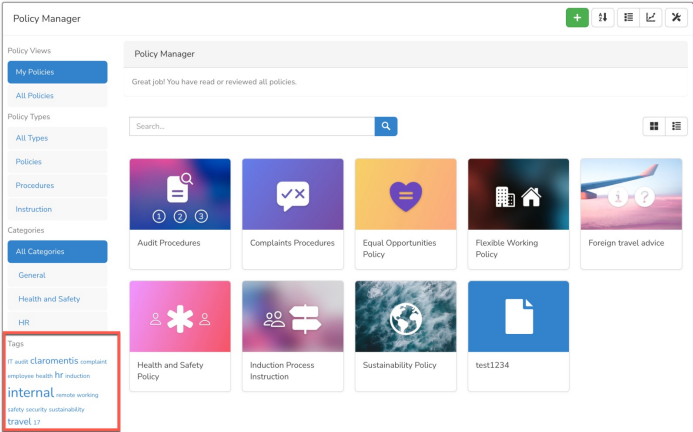 Policy Manager
Policy Views
My Policies
All Policies
Policy Types
All Types
Policies
Procedures
Instruction
Categories
All Categories
General
Health and Safety
HR
Tags
IT audit claromentis complaint
employee health hr induction
internal remote working
safety security sustainability
travel 17
Policy Manager
Great job! You have read or reviewed all policies.
Search...
1 2 3
Audit Procedures
Complaints Procedures
Equal Opportunities
Policy
Flexible Working
Policy
i ?
Foreign travel advice
Health and Safety
Policy
Induction Process
Instruction
Sustainability Policy
test1234